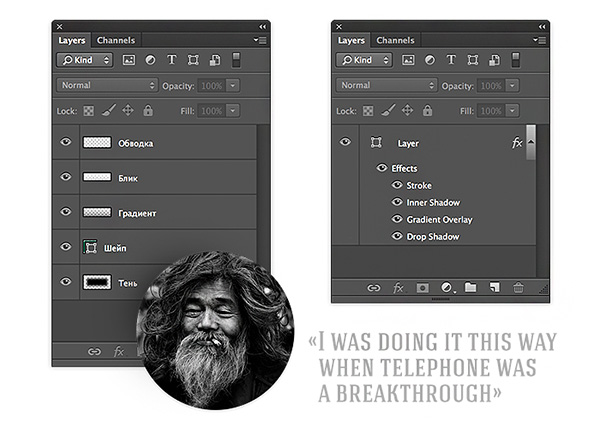 Layers Channels
Kind
Normal Opacity: 100%
Lock: Fill: 100%
Обводка
Блик
Градиент
Шейп
Тень
fx
Layers Channels
Kind
Normal Opacity: 100%
Lock: Fill: 100%
Layer fx
Effects
Stroke
Inner Shadow
Gradient Overlay
Drop Shadow
fx
«I WAS DOING IT THIS WAY
WHEN TELEPHONE WAS
A BREAKTHROUGH»